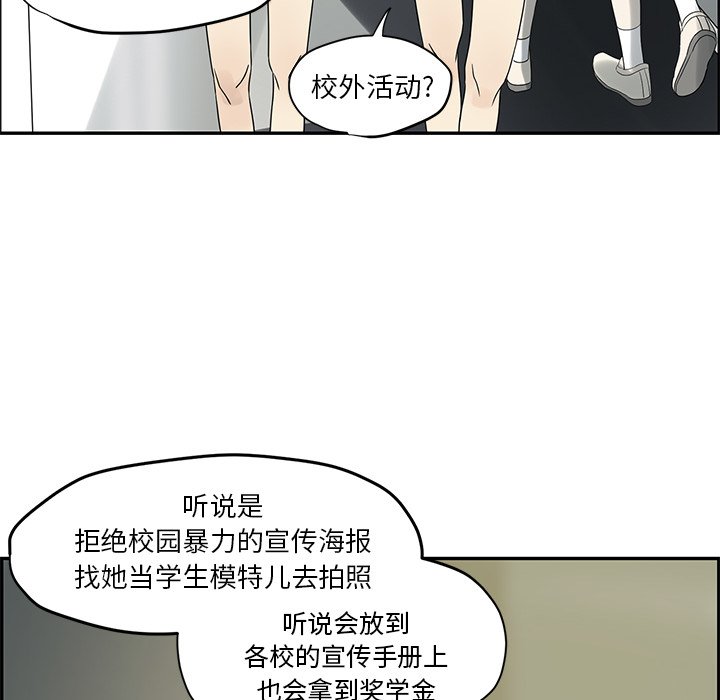 校外活动?
听说是
拒绝校园暴力的宣传海报
找她当学生模特儿去拍照
听说会放到
各校的宣传手册上
也会拿到奖学金